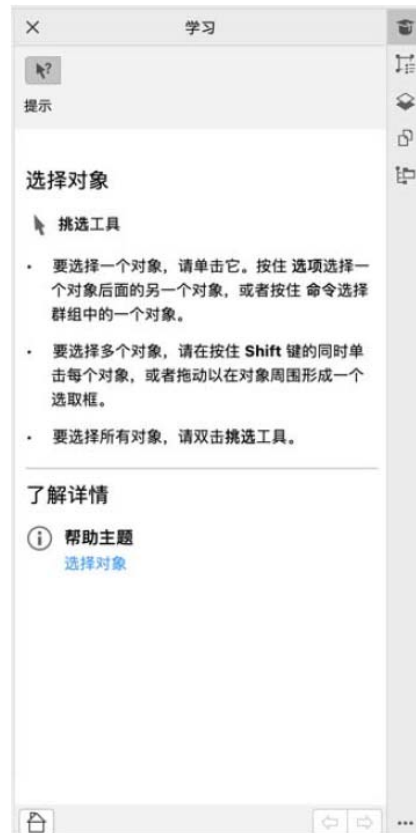 学习
提示
选择对象
挑选工具
• 要选择一个对象，请单击它。按住 选项选择一
个对象后面的另一个对象，或者按住 命令选择
群组中的一个对象。
• 要选择多个对象，请在按住 Shift 键的同时单
击每个对象，或者拖动以在对象周围形成一个
选取框。
• 要选择所有对象，请双击挑选工具。
了解详情
帮助主题
选择对象